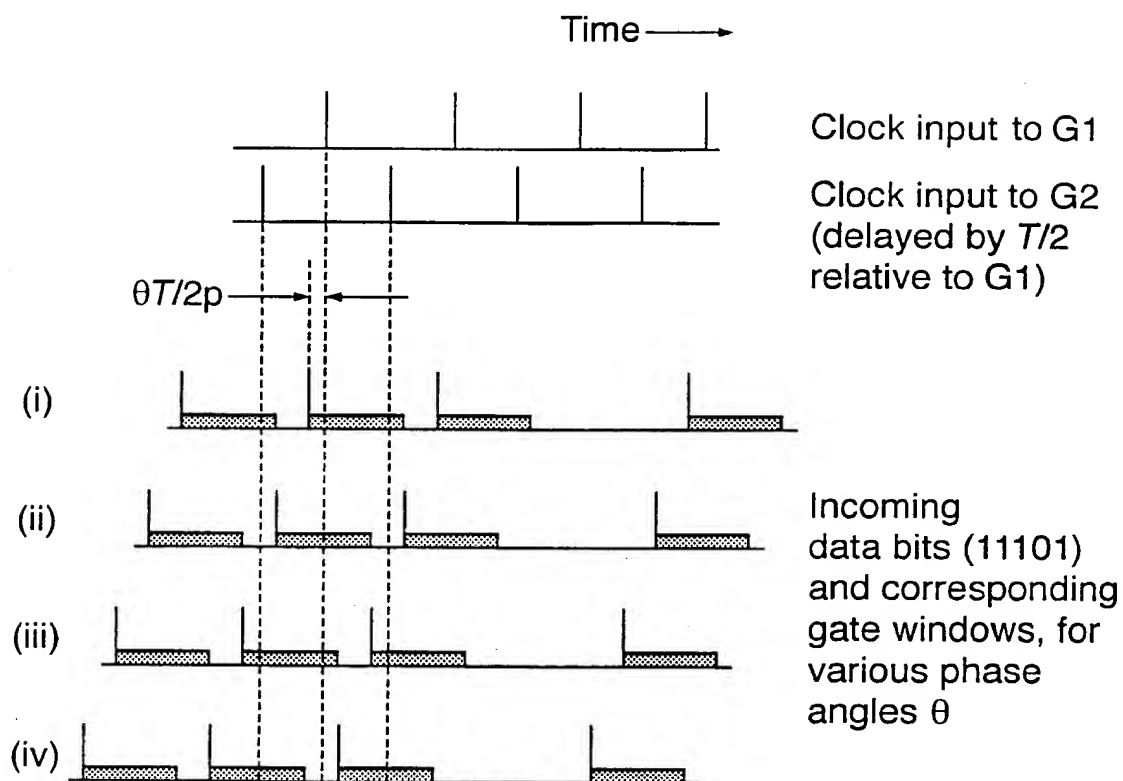 Time
Clock input to G1
Clock input to G2
(delayed by T/2
relative to G1)
θT/2p
(i)
(ii)
(iii)
(iv)
Incoming
data bits (11101)
and corresponding
gate windows, for
various phase
angles θ